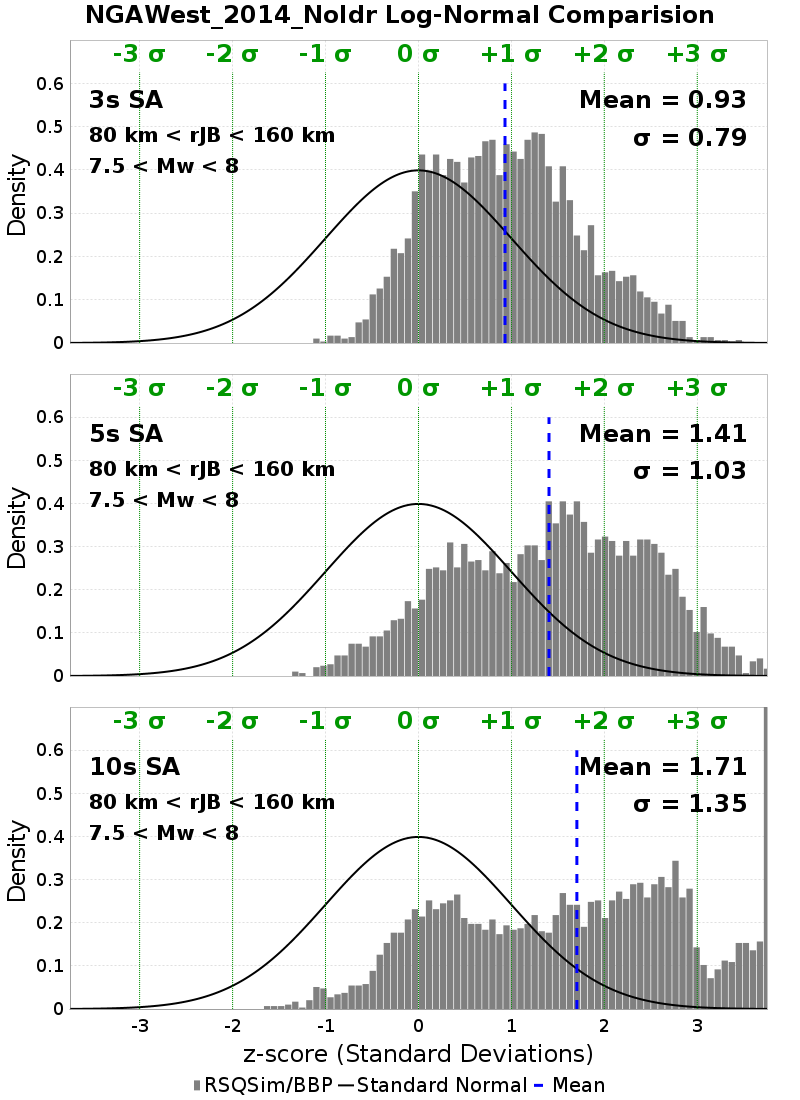 NGAWest_2014_NoIdr Log-Normal Comparision
-3 σ -2 σ -1 σ 0 σ +1 σ +2 σ +3 σ
0.6
3s SA Mean = 0.93
0.5
80 km < rJB < 160 km σ = 0.79
7.5 < Mw < 8
0.4
0.3
0.2
0.1
0
Density
-3 σ -2 σ -1 σ 0 σ +1 σ +2 σ +3 σ
0.6
5s SA Mean = 1.41
0.5
80 km < rJB < 160 km σ = 1.03
7.5 < Mw < 8
0.4
0.3
0.2
0.1
0
Density
-3 σ -2 σ -1 σ 0 σ +1 σ +2 σ +3 σ
0.6
10s SA Mean = 1.71
0.5
80 km < rJB < 160 km σ = 1.35
7.5 < Mw < 8
0.4
0.3
0.2
0.1
0
Density
-3 -2 -1 0 1 2 3
z-score (Standard Deviations)
RSQSim/BBP Standard Normal Mean